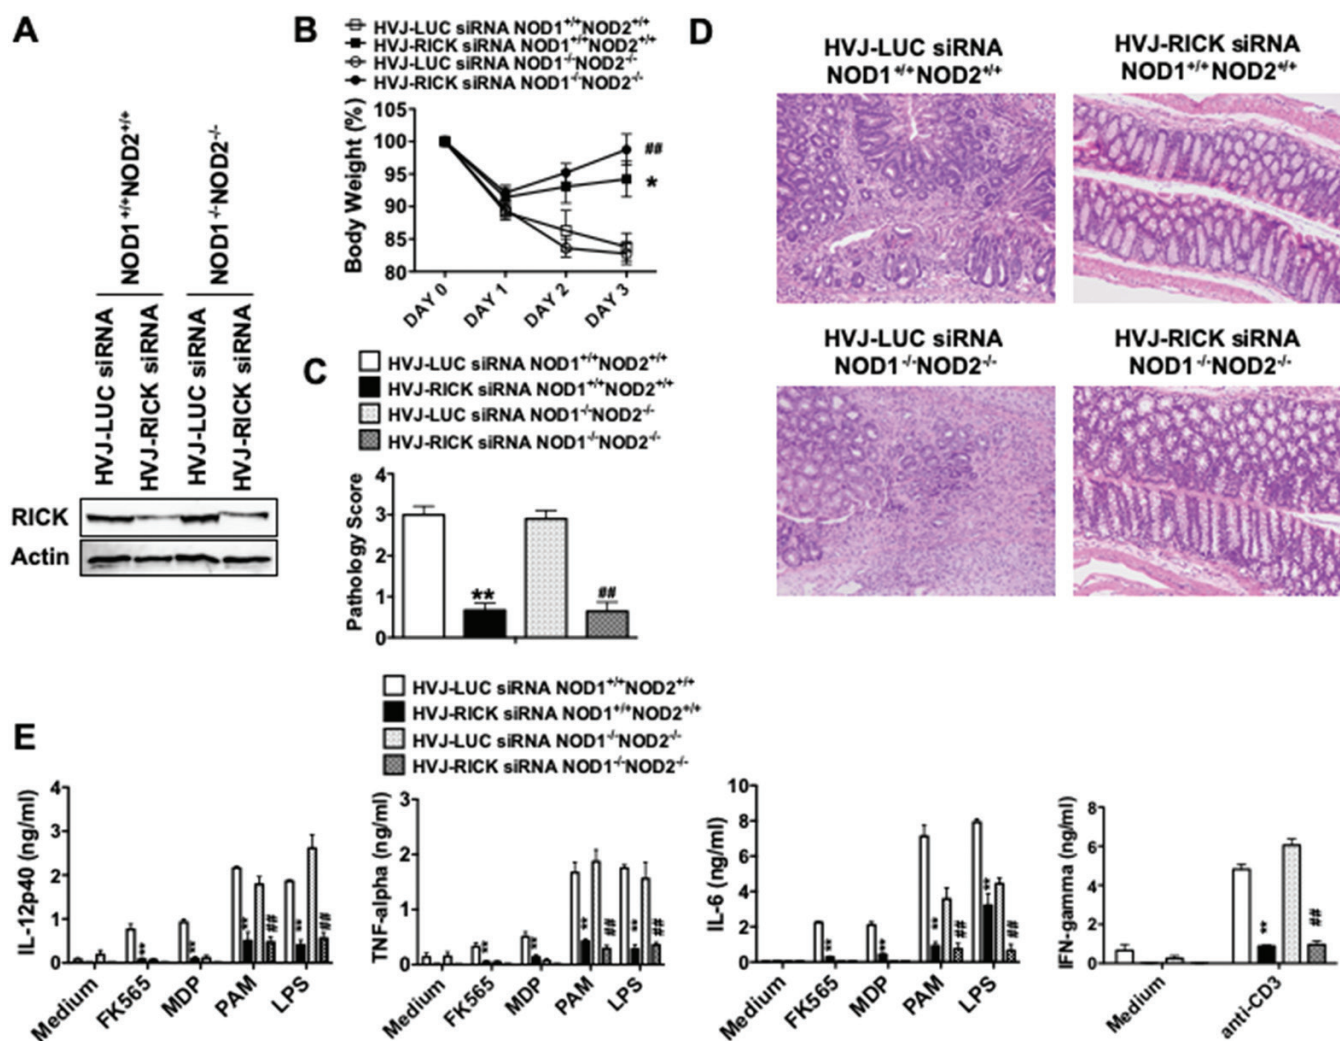 A
NOD1+/+NOD2+/+
NOD1-/-NOD2-/-
HVJ-LUC siRNA
HVJ-RICK siRNA
HVJ-LUC siRNA
HVJ-RICK siRNA
RICK
Actin
B
HVJ-LUC siRNA NOD1+/+NOD2+/+
HVJ-RICK siRNA NOD1+/+NOD2+/+
HVJ-LUC siRNA NOD1-/-NOD2-/-
HVJ-RICK siRNA NOD1-/-NOD2-/-
Body Weight (%)
105
100
95
90
85
80
##
*
DAY 0
DAY 1
DAY 2
DAY 3
C
HVJ-LUC siRNA NOD1+/+NOD2+/+
HVJ-RICK siRNA NOD1+/+NOD2+/+
HVJ-LUC siRNA NOD1-/-NOD2-/-
HVJ-RICK siRNA NOD1-/-NOD2-/-
Pathology Score
4
3
2
1
0
**
##
D
HVJ-LUC siRNA
NOD1+/+NOD2+/+
HVJ-RICK siRNA
NOD1+/+NOD2+/+
HVJ-LUC siRNA
NOD1-/-NOD2-/-
HVJ-RICK siRNA
NOD1-/-NOD2-/-
E
HVJ-LUC siRNA NOD1+/+NOD2+/+
HVJ-RICK siRNA NOD1+/+NOD2+/+
HVJ-LUC siRNA NOD1-/-NOD2-/-
HVJ-RICK siRNA NOD1-/-NOD2-/-
IL-12p40 (ng/ml)
4
3
2
1
0
**
**
**
##
**
##
Medium
FK565
MDP
PAM
LPS
TNF-alpha (ng/ml)
3
2
1
0
**
**
**
##
**
##
Medium
FK565
MDP
PAM
LPS
IL-6 (ng/ml)
10
8
6
4
2
0
**
**
**
##
**
##
Medium
FK565
MDP
PAM
LPS
IFN-gamma (ng/ml)
8
6
4
2
0
**
##
Medium
anti-CD3